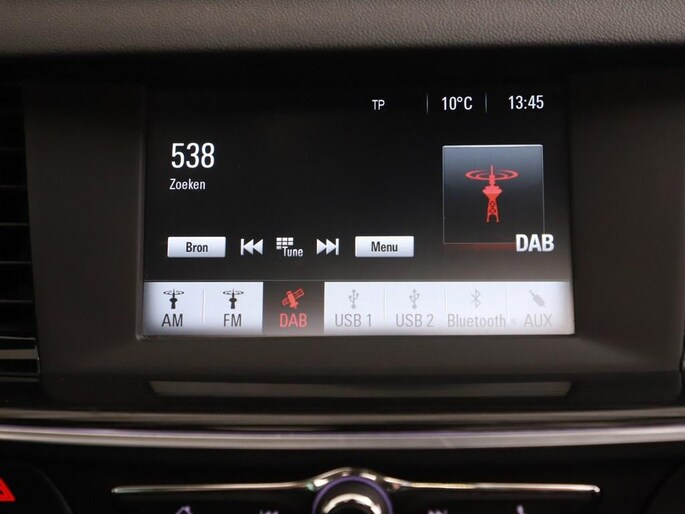 TP 10°C 13:45
538
Zoeken
DAB
Bron Tune Menu
AM FM DAB USB 1 USB 2 Bluetooth AUX